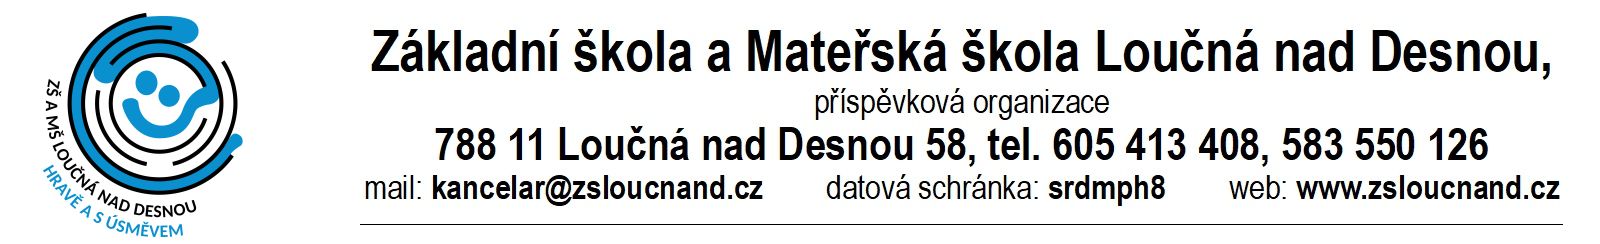 ZŠ A MŠ LOUČNÁ NAD DESNOU
HRAVĚ A S ÚSMĚVEM
Základní škola a Mateřská škola Loučná nad Desnou,
příspěvková organizace
788 11 Loučná nad Desnou 58, tel. 605 413 408, 583 550 126
mail: kancelar@zsloucnand.cz datová schránka: srdmph8 web: www.zsloucnand.cz